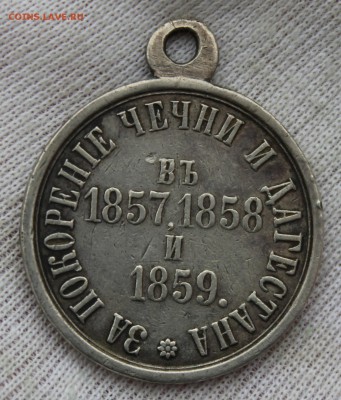 COINS.LAVE.RU
ЗА ПОКОРЕНІЕ ЧЕЧНИ И ДАГЕСТАНА
ВЪ
1857, 1858
И
1859.